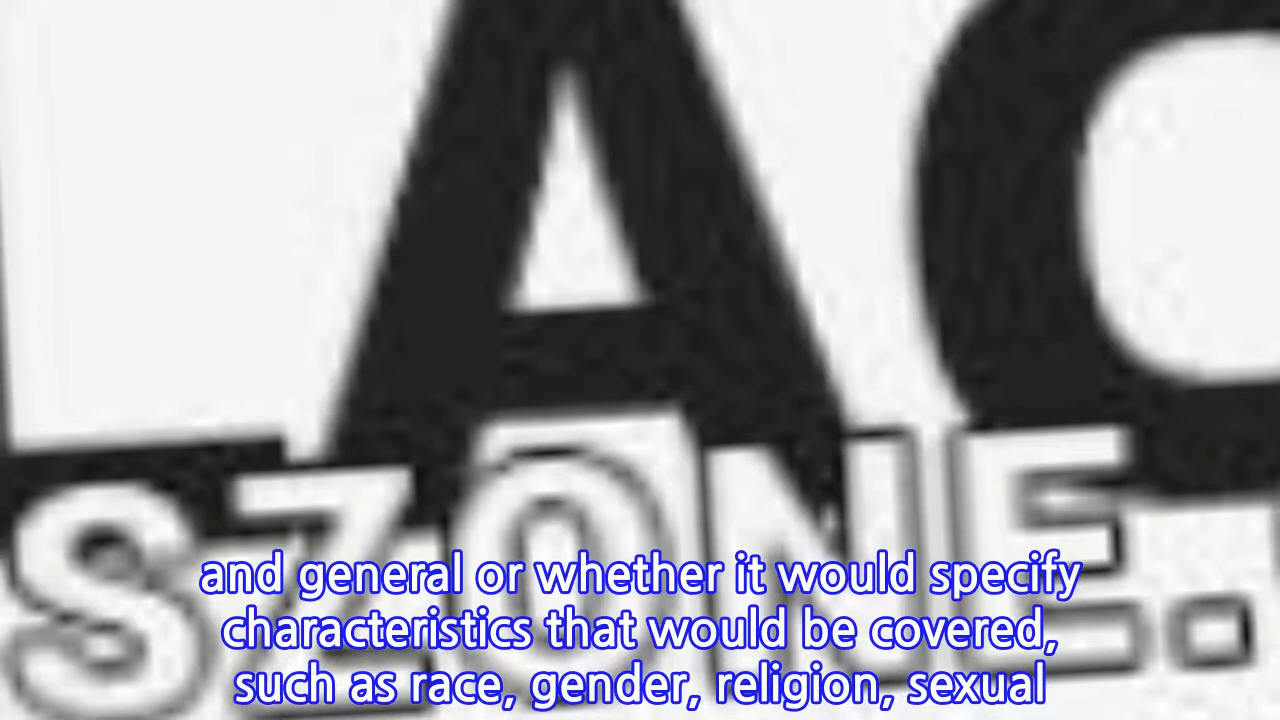 AC
SZONE.
and general or whether it would specify
characteristics that would be covered,
such as race, gender, religion, sexual